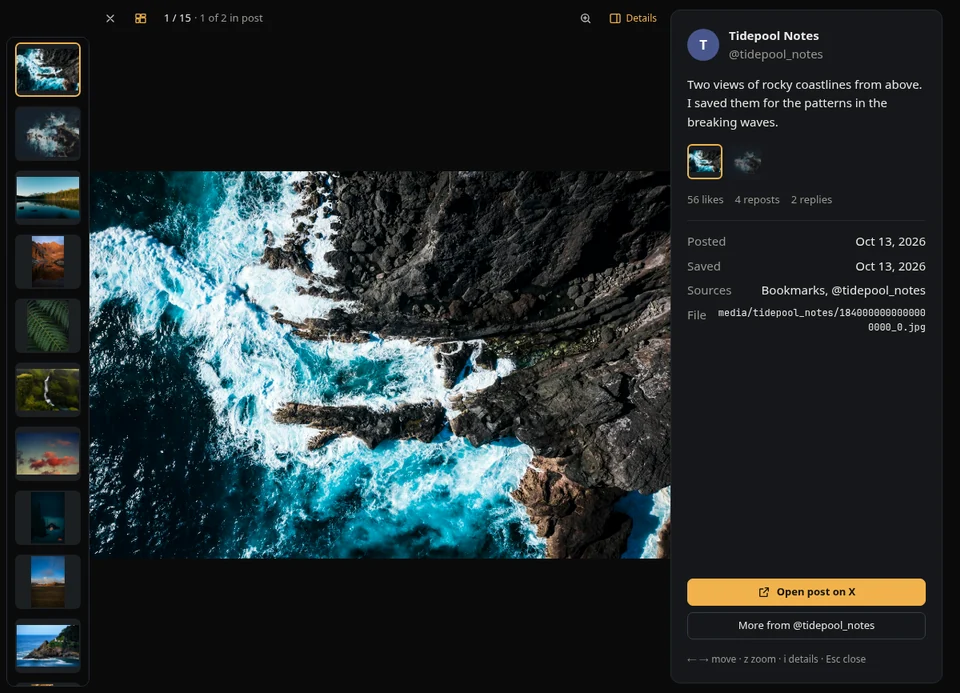 1 / 15 · 1 of 2 in post
Details
T
Tidepool Notes
@tidepool_notes
Two views of rocky coastlines from above.
I saved them for the patterns in the
breaking waves.
56 likes 4 reposts 2 replies
Posted Oct 13, 2026
Saved Oct 13, 2026
Sources Bookmarks, @tidepool_notes
File media/tidepool_notes/184000000000000
0000_0.jpg
Open post on X
More from @tidepool_notes
←→ move · z zoom · i details · Esc close